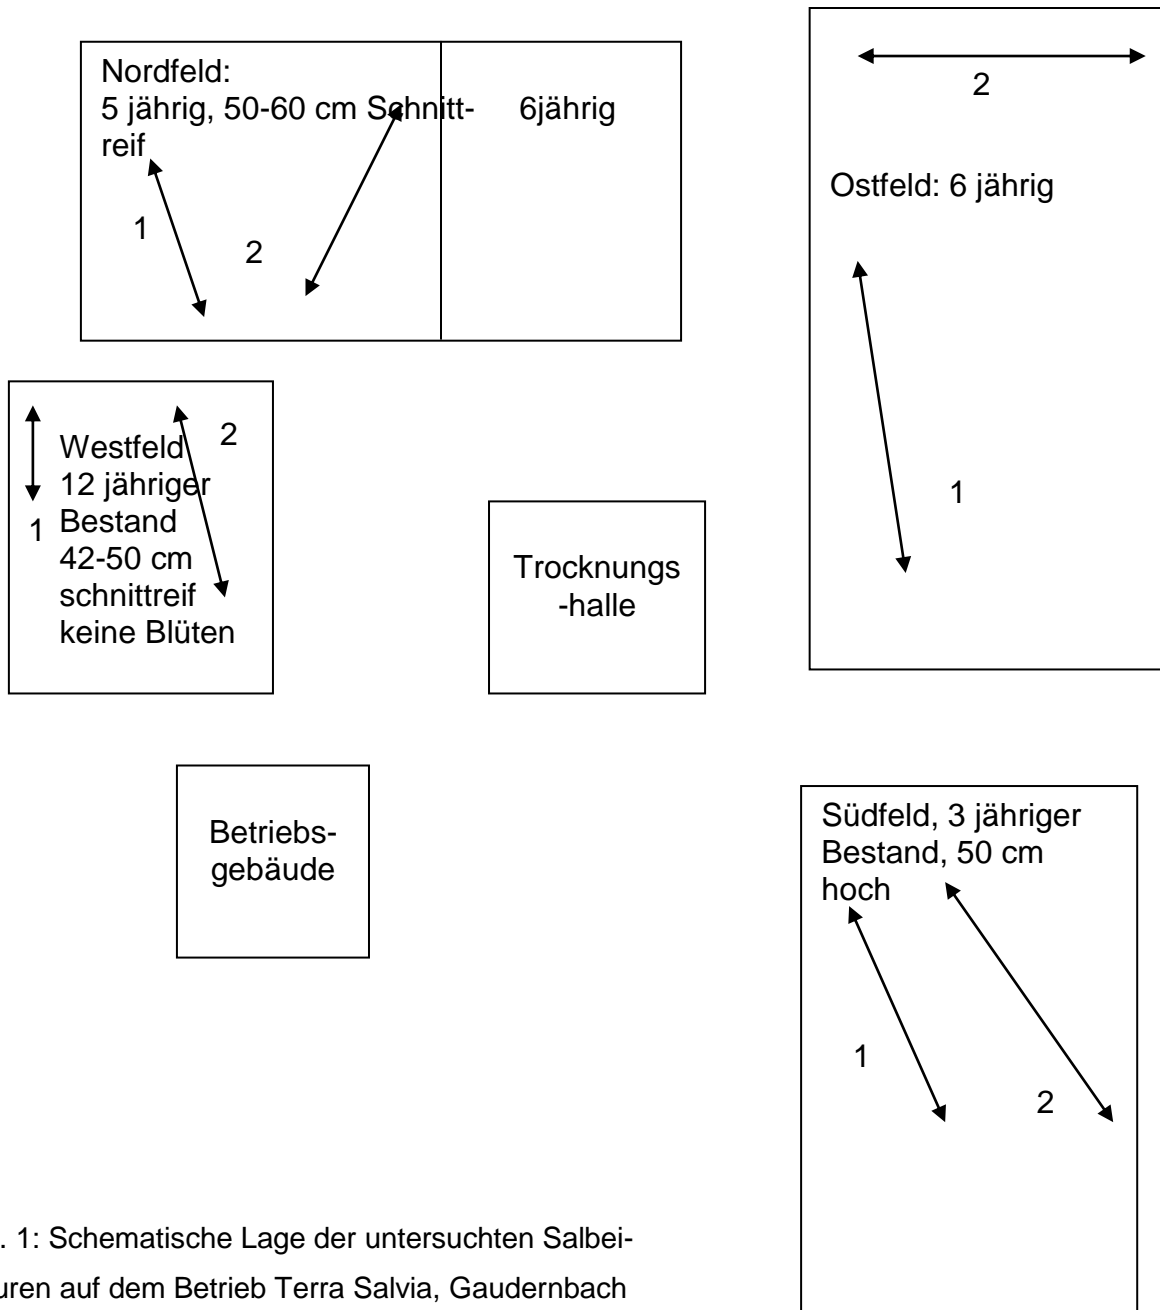 Nordfeld:
5 jährig, 50-60 cm Schnitt-
reif
6jährig
1
2
2
Ostfeld: 6 jährig
1
2
Westfeld
12 jähriger
1 Bestand
42-50 cm
schnittreif
keine Blüten
Trocknungs
-halle
Betriebs-
gebäude
Südfeld, 3 jähriger
Bestand, 50 cm
hoch
1
2
. 1: Schematische Lage der untersuchten Salbei-
uren auf dem Betrieb Terra Salvia, Gaudernbach